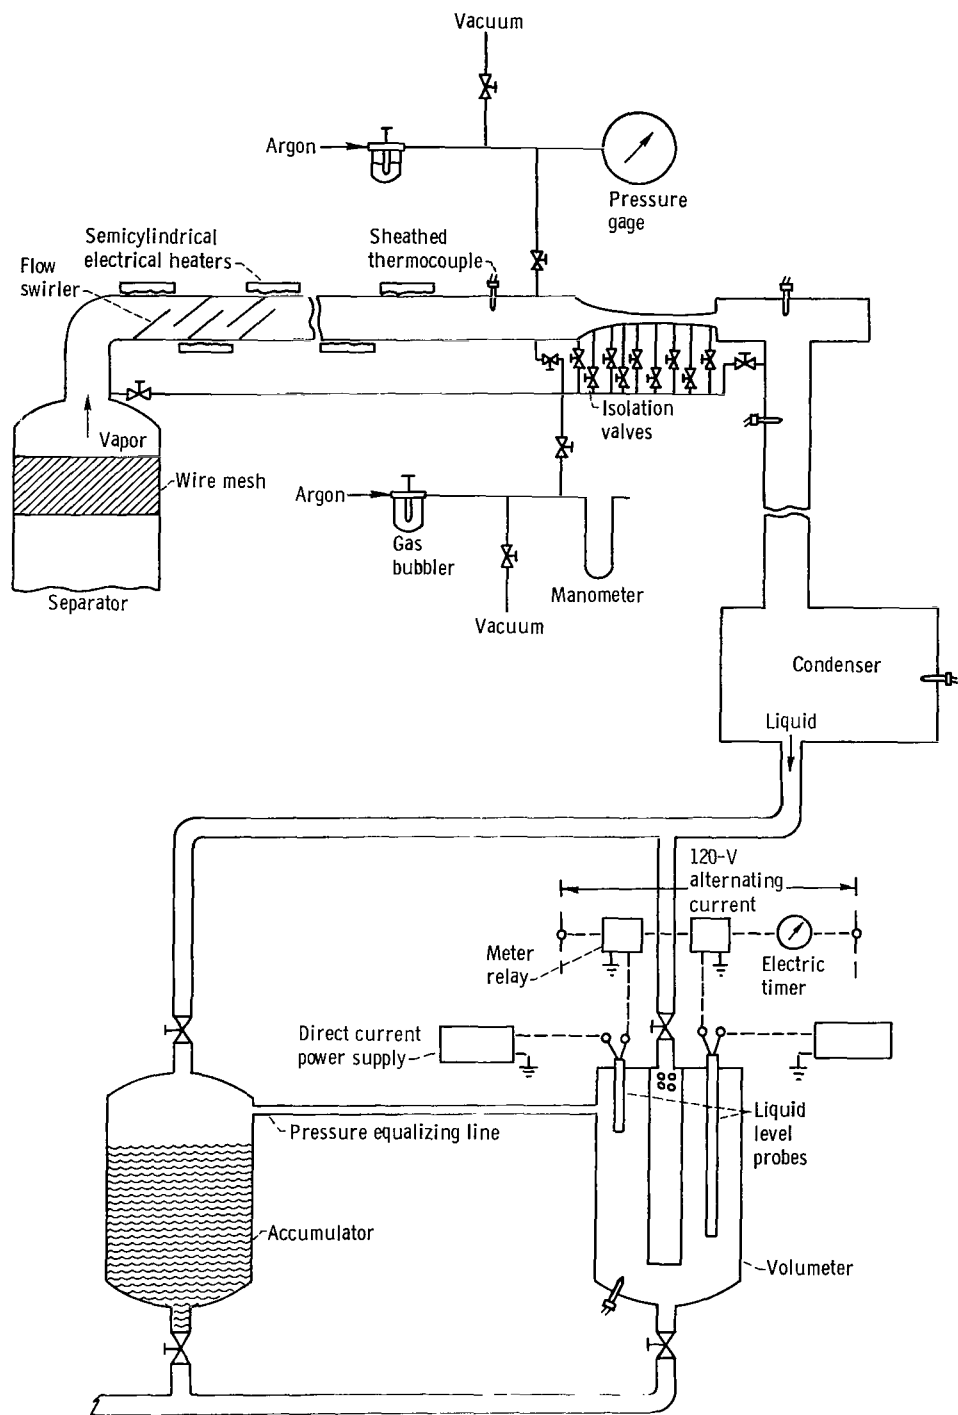 Vacuum
Argon
Pressure
gage
Semicylindrical
electrical heaters
Sheathed
thermocouple
Flow
swirler
Isolation
valves
Vapor
Wire mesh
Argon
Gas
bubbler
Manometer
Separator
Vacuum
Condenser
Liquid
120-V
alternating
current
Meter
relay
Electric
timer
Direct current
power supply
Liquid
level
probes
Pressure equalizing line
Accumulator
Volumeter